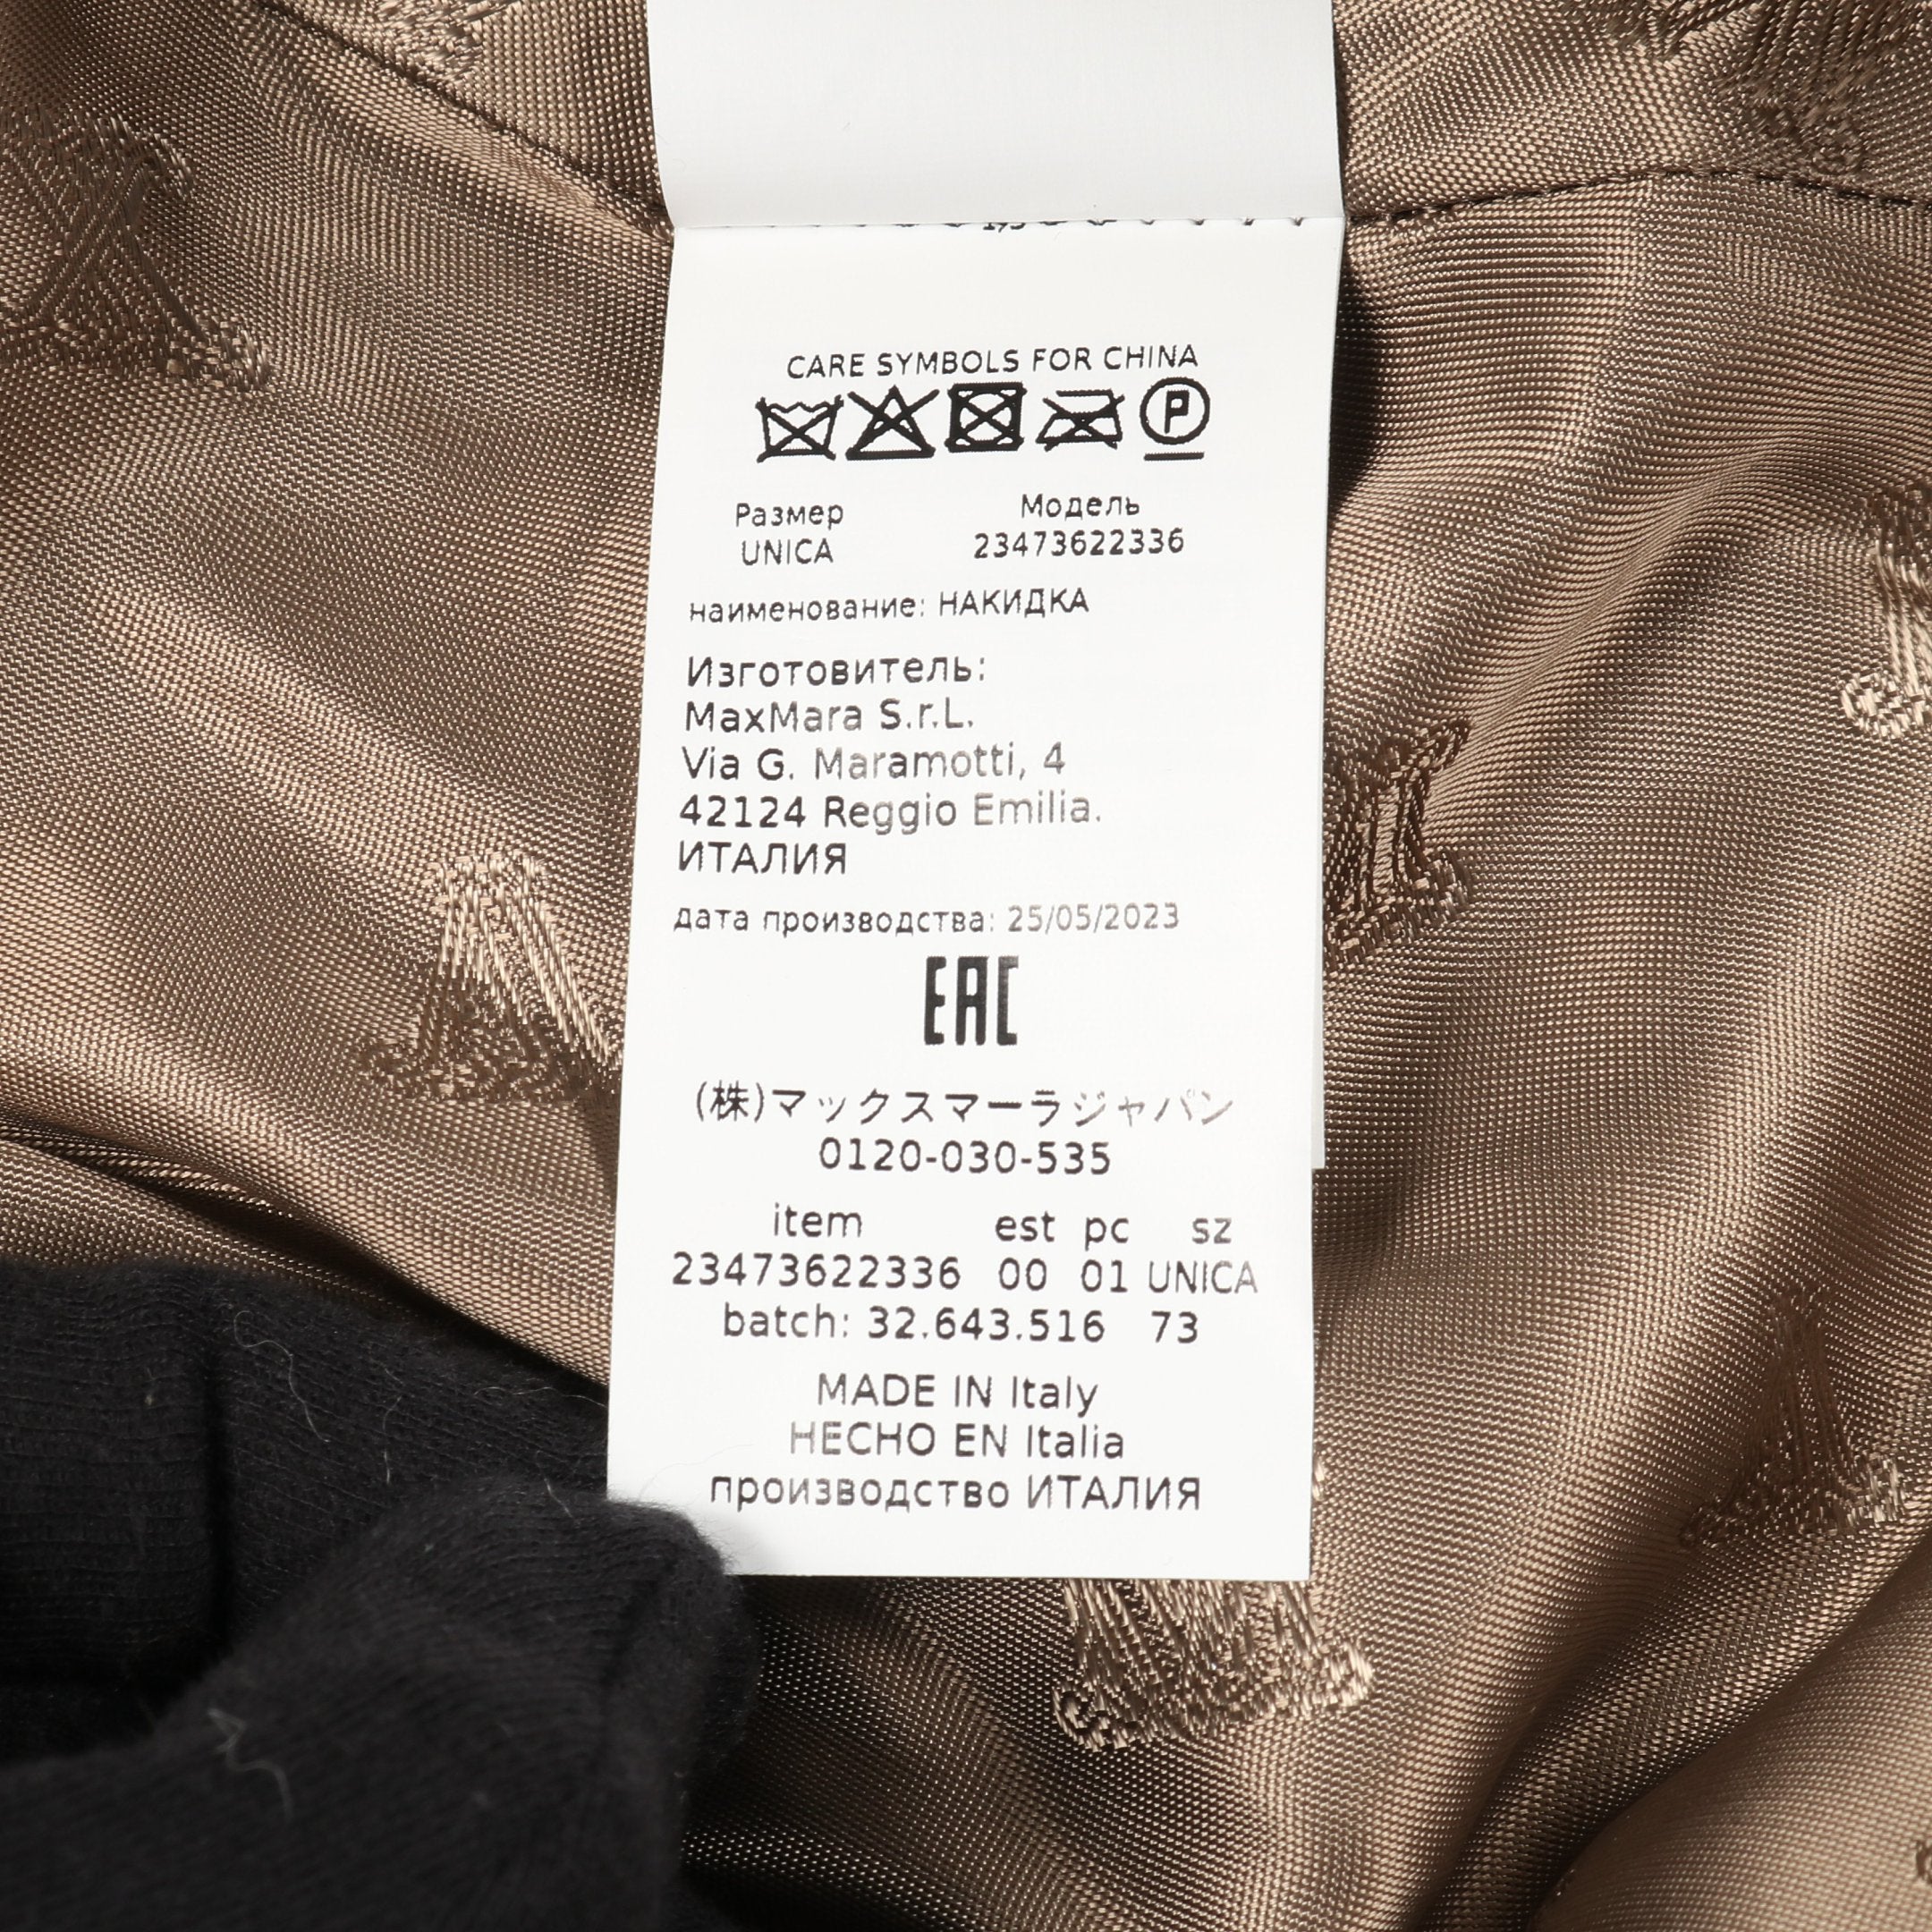 CARE SYMBOLS FOR CHINA
P
Размер Модель
UNICA 23473622336
наименование: НАКИДКА
Изготовитель:
MaxMara S.r.L.
Via G. Maramotti, 4
42124 Reggio Emilia.
ИТАЛИЯ
дата производства: 25/05/2023
EAC
(株)マックスマーラジャパン
0120-030-535
item est pc sz
23473622336 00 01 UNICA
batch: 32.643.516 73
MADE IN Italy
HECHO EN Italia
производство ИТАЛИЯ